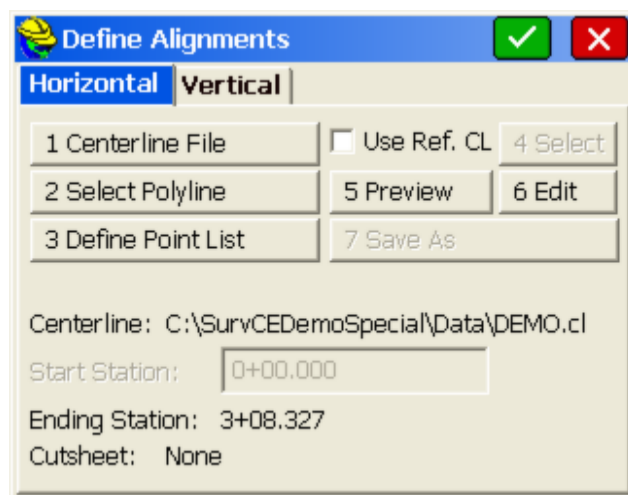 Define Alignments
Horizontal Vertical
1 Centerline File Use Ref. CL 4 Select
2 Select Polyline 5 Preview 6 Edit
3 Define Point List 7 Save As
Centerline: C:\SurvCEDemoSpecial\Data\DEMO.cl
Start Station: 0+00.000
Ending Station: 3+08.327
Cutsheet: None